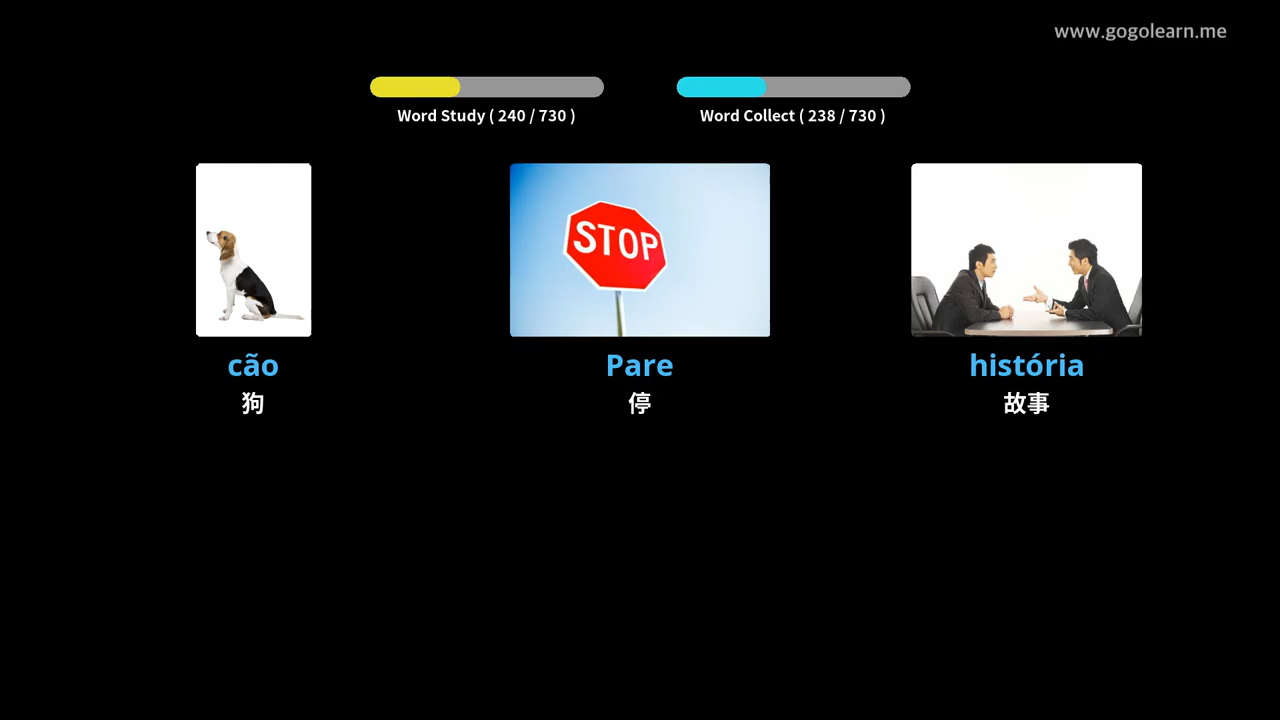 www.gogolearn.me
Word Study ( 240 / 730 )
Word Collect ( 238 / 730 )
STOP
cão
Pare
história
狗
停
故事